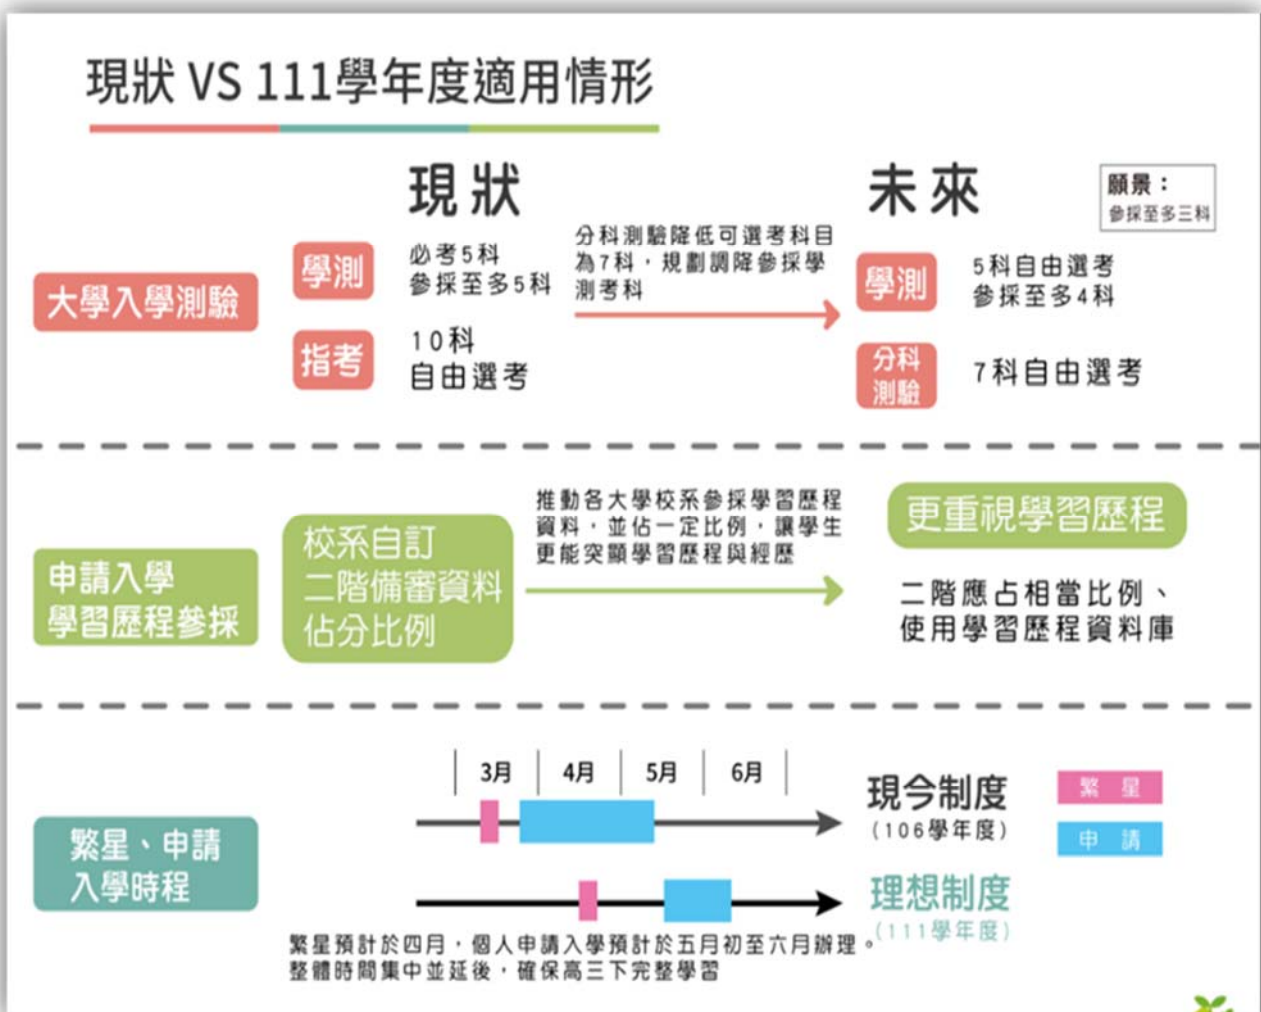 現狀 VS 111學年度適用情形
現狀
未來
願景：
參採至多三科
大學入學測驗
學測
必考5科
參採至多5科
指考
10科
自由選考
分科測驗降低可選考科目
為7科，規劃調降參採學
測考科
學測
5科自由選考
參採至多4科
分科
測驗
7科自由選考
申請入學
學習歷程參採
校系自訂
二階備審資料
佔分比例
推動各大學校系參採學習歷程
資料，並佔一定比例，讓學生
更能突顯學習歷程與經歷
更重視學習歷程
二階應占相當比例、
使用學習歷程資料庫
繁星、申請
入學時程
3月
4月
5月
6月
現今制度
(106學年度)
繁 星
申 請
理想制度
(111學年度)
繁星預計於四月，個人申請入學預計於五月初至六月辦理。
整體時間集中並延後，確保高三下完整學習